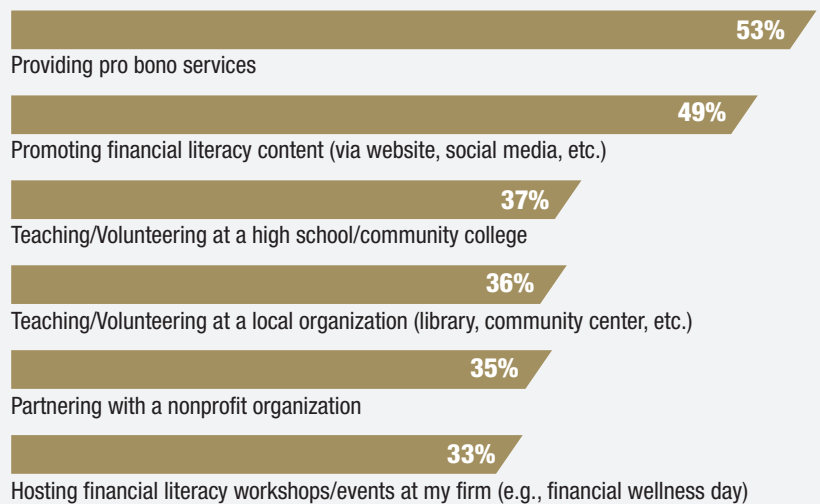 53%
Providing pro bono services
49%
Promoting financial literacy content (via website, social media, etc.)
37%
Teaching/Volunteering at a high school/community college
36%
Teaching/Volunteering at a local organization (library, community center, etc.)
35%
Partnering with a nonprofit organization
33%
Hosting financial literacy workshops/events at my firm (e.g., financial wellness day)